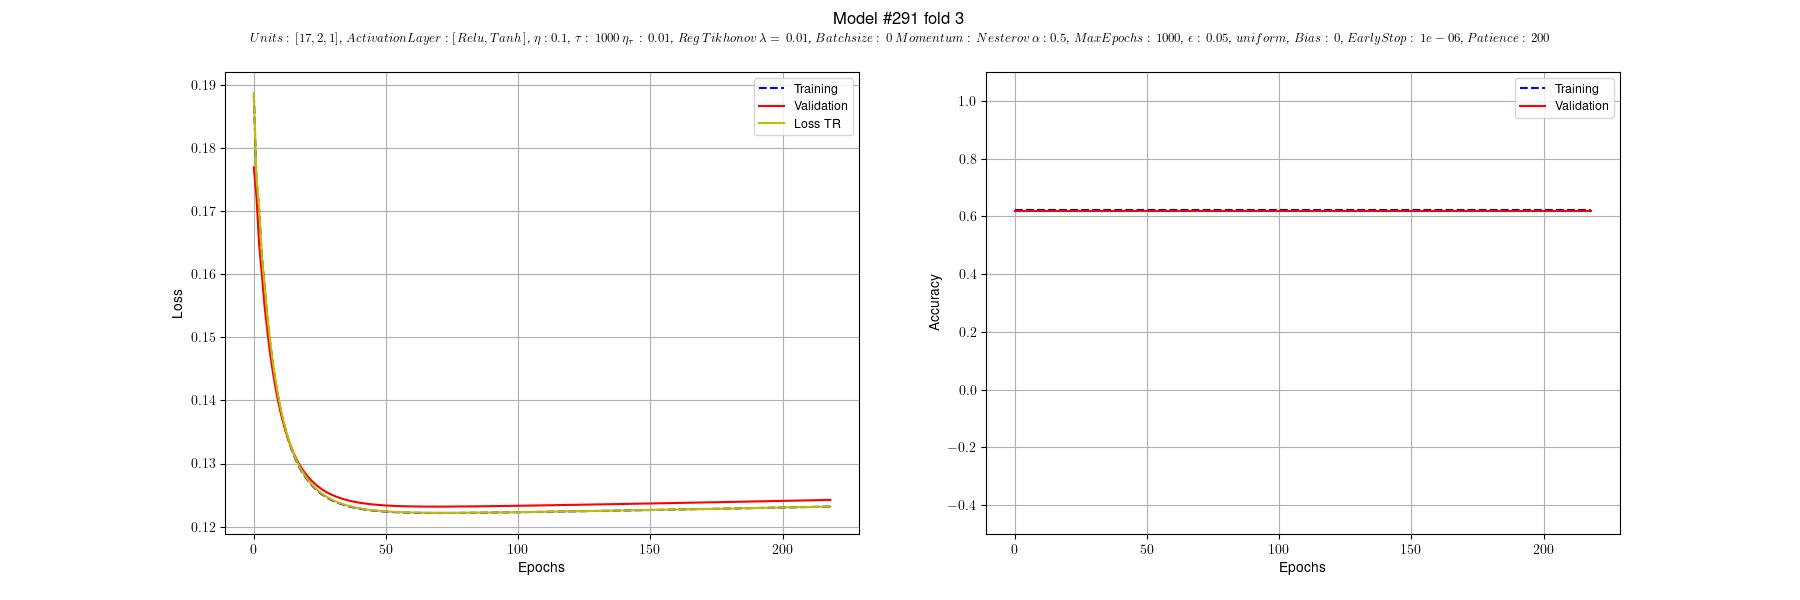 Model #291 fold 3
Units : [17, 2, 1], ActivationLayer : [Relu, Tanh], η : 0.1, τ : 1000 ητ : 0.01, Reg Tikhonov λ = 0.01, Batchsize : 0 Momentum : Nesterov α : 0.5, MaxEpochs : 1000, ϵ : 0.05, uniform, Bias : 0, EarlyStop : 1e − 06, Patience : 200
Loss
0.19
0.18
0.17
0.16
0.15
0.14
0.13
0.12
Training
Validation
Loss TR
0 50 100 150 200
Epochs
Accuracy
1.0
0.8
0.6
0.4
0.2
0.0
−0.2
−0.4
Training
Validation
0 50 100 150 200
Epochs